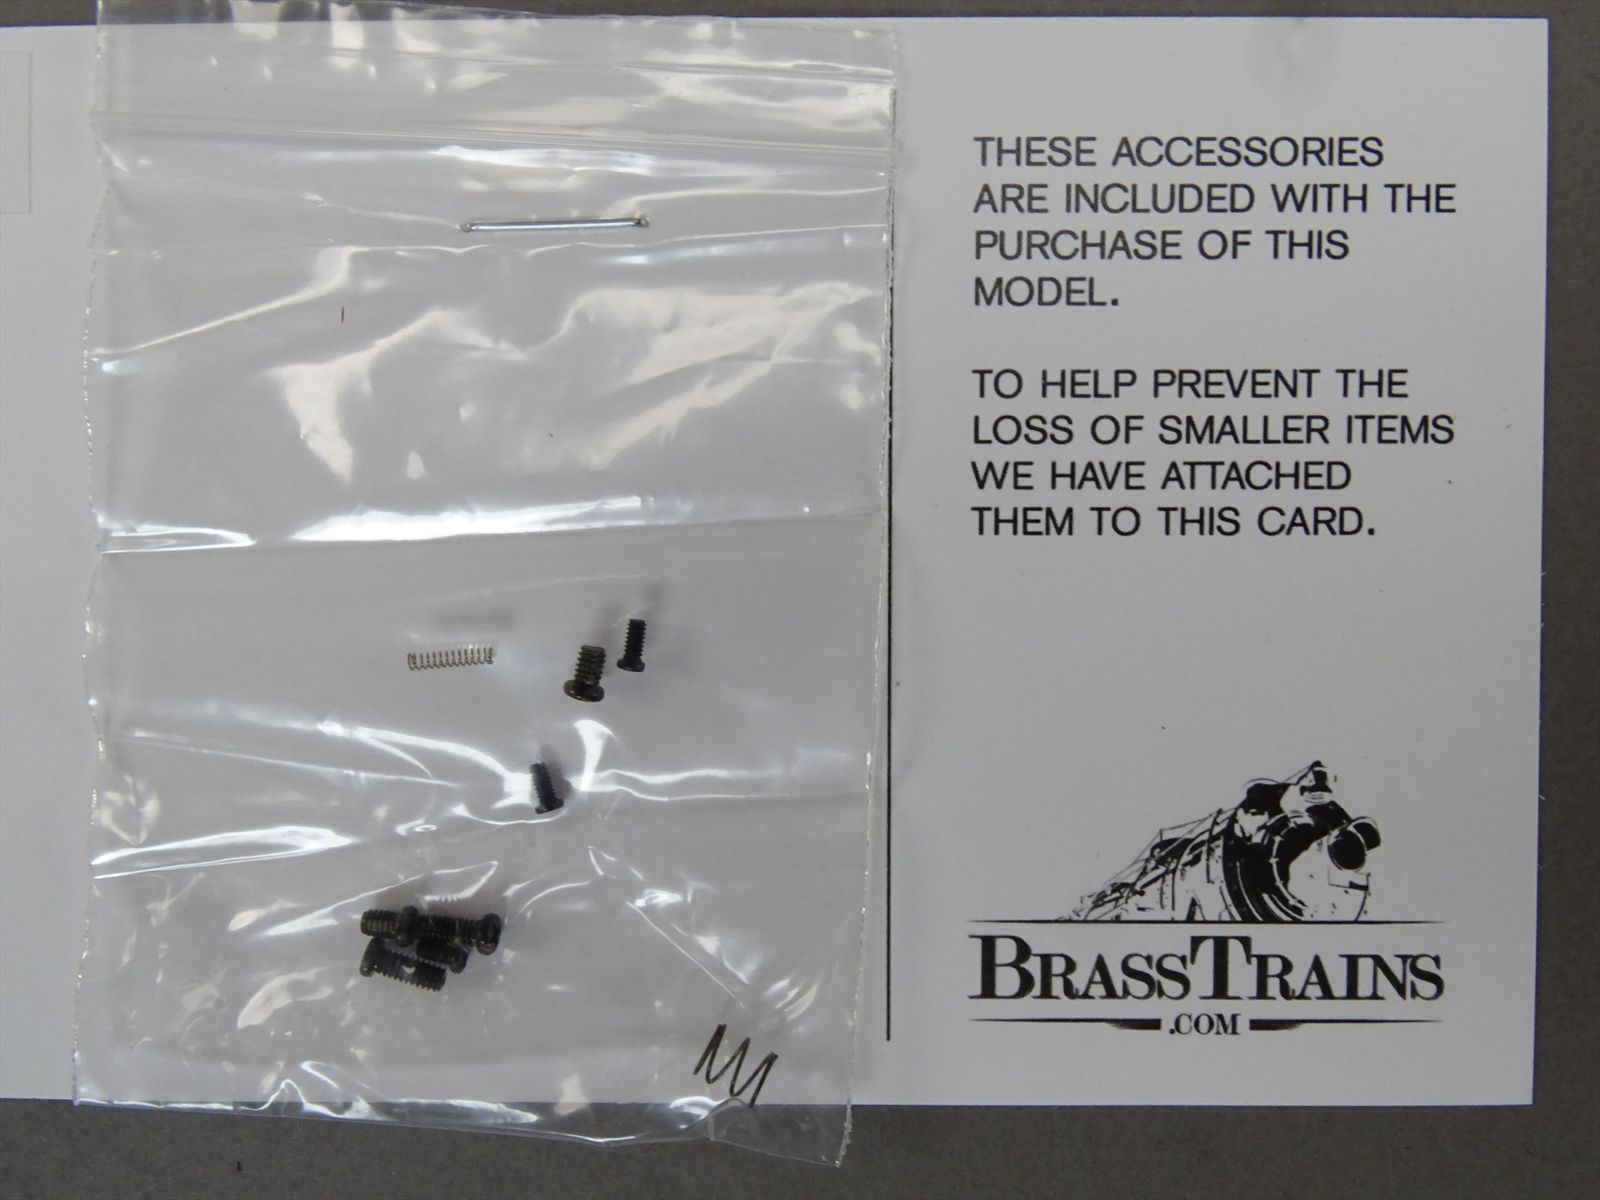 THESE ACCESSORIES
ARE INCLUDED WITH THE
PURCHASE OF THIS
MODEL.
TO HELP PREVENT THE
LOSS OF SMALLER ITEMS
WE HAVE ATTACHED
THEM TO THIS CARD.
BRASSTRAINS
.COM